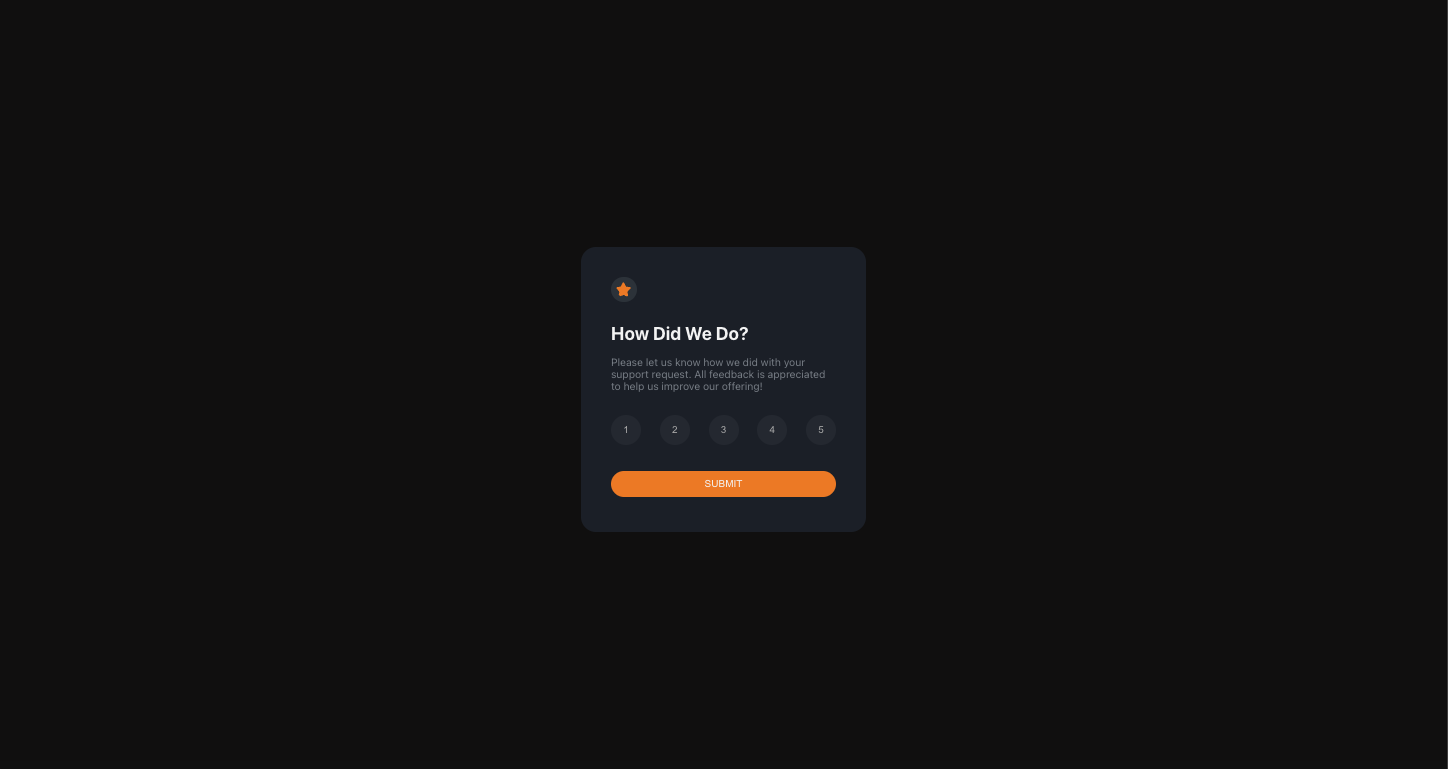 How Did We Do?
Please let us know how we did with your
support request. All feedback is appreciated
to help us improve our offering!
1 2 3 4 5
SUBMIT